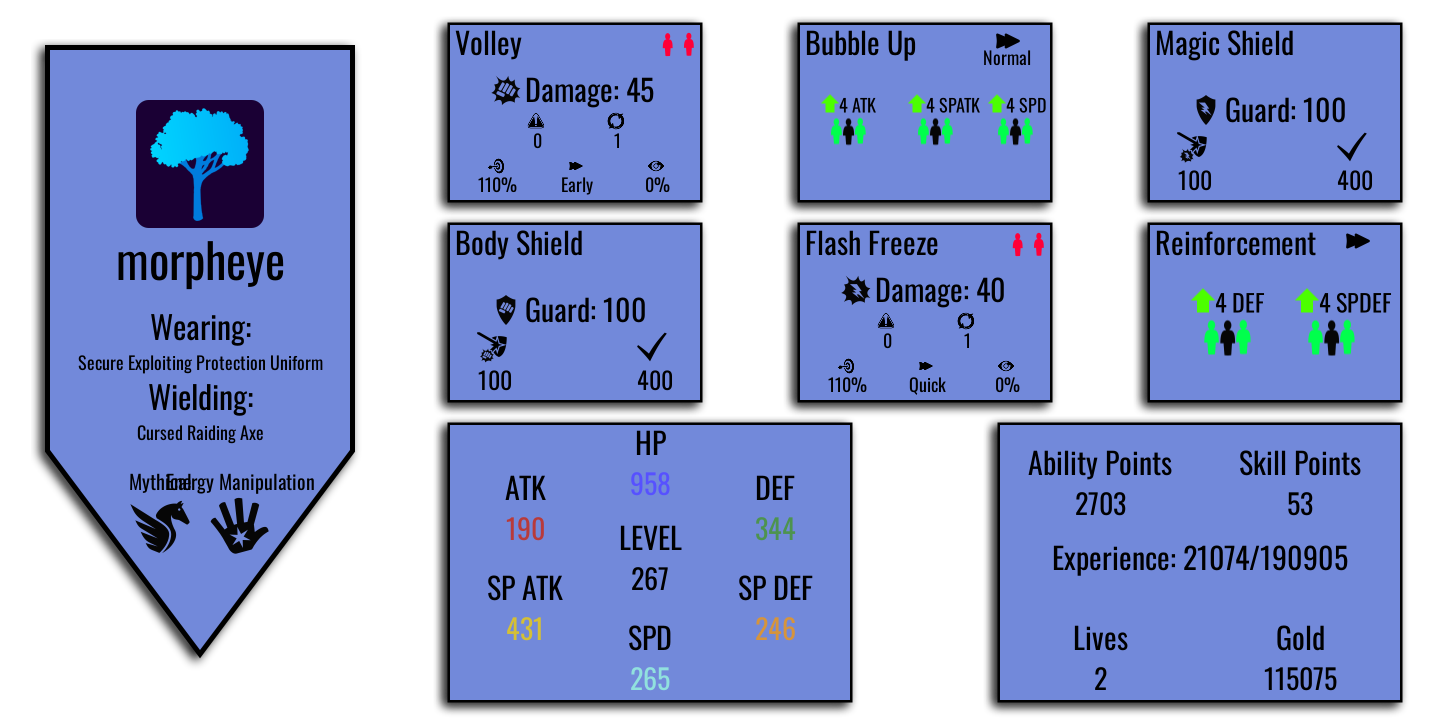 morpheye
Wearing:
Secure Exploiting Protection Uniform
Wielding:
Cursed Raiding Axe
Mythical Energy Manipulation
Volley
Damage: 45
0 1
110% Early 0%
Bubble Up
Normal
4 ATK 4 SPATK 4 SPD
Magic Shield
Guard: 100
100 400
Body Shield
Guard: 100
100 400
Flash Freeze
Damage: 40
0 1
110% Quick 0%
Reinforcement
4 DEF 4 SPDEF
HP
958
ATK DEF
190 344
LEVEL
267
SP ATK SP DEF
431 246
SPD
265
Ability Points Skill Points
2703 53
Experience: 21074/190905
Lives Gold
2 115075